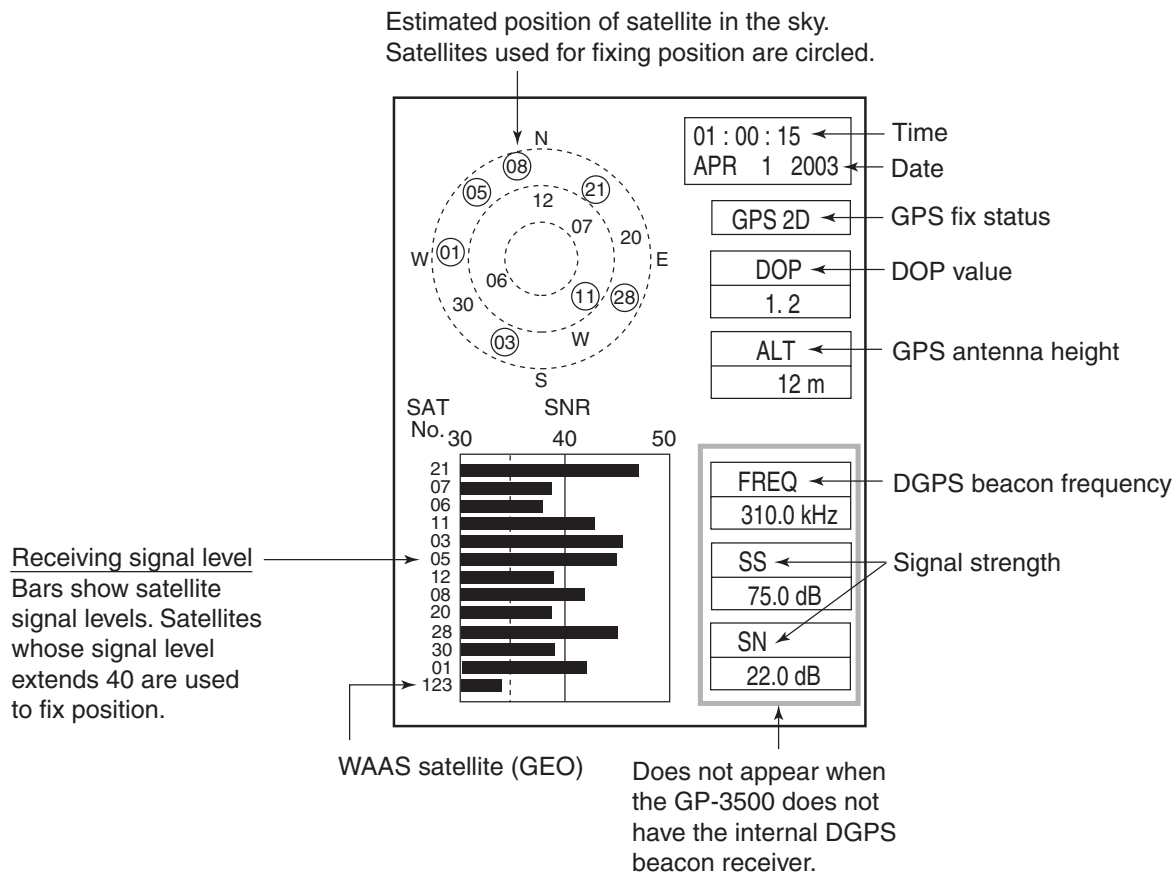 Estimated position of satellite in the sky.
Satellites used for fixing position are circled.
N
08
05
21
12
07
01
20
W
E
06
30
11
28
03
W
S
01 : 00 : 15
Time
APR 1 2003
Date
GPS 2D
GPS fix status
DOP
DOP value
1. 2
ALT
GPS antenna height
12 m
SAT
No.
SNR
30 40 50
21
07
06
11
03
05
12
08
20
28
30
01
123
Receiving signal level
Bars show satellite
signal levels. Satellites
whose signal level
extends 40 are used
to fix position.
WAAS satellite (GEO)
FREQ
DGPS beacon frequency
310.0 kHz
SS
Signal strength
75.0 dB
SN
22.0 dB
Does not appear when
the GP-3500 does not
have the internal DGPS
beacon receiver.